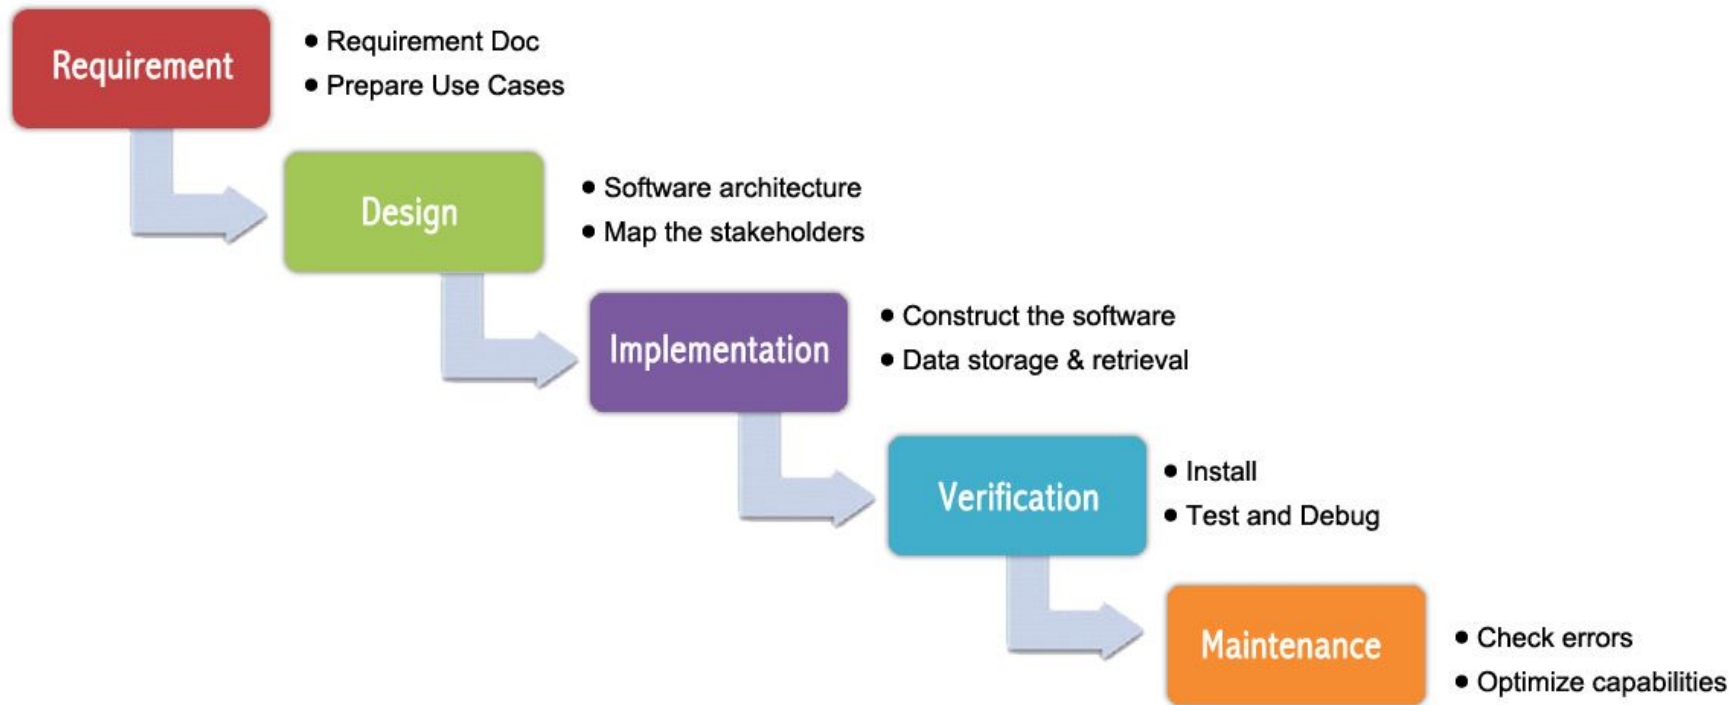 Requirement
● Requirement Doc
● Prepare Use Cases
Design
● Software architecture
● Map the stakeholders
Implementation
● Construct the software
● Data storage & retrieval
Verification
● Install
● Test and Debug
Maintenance
● Check errors
● Optimize capabilities